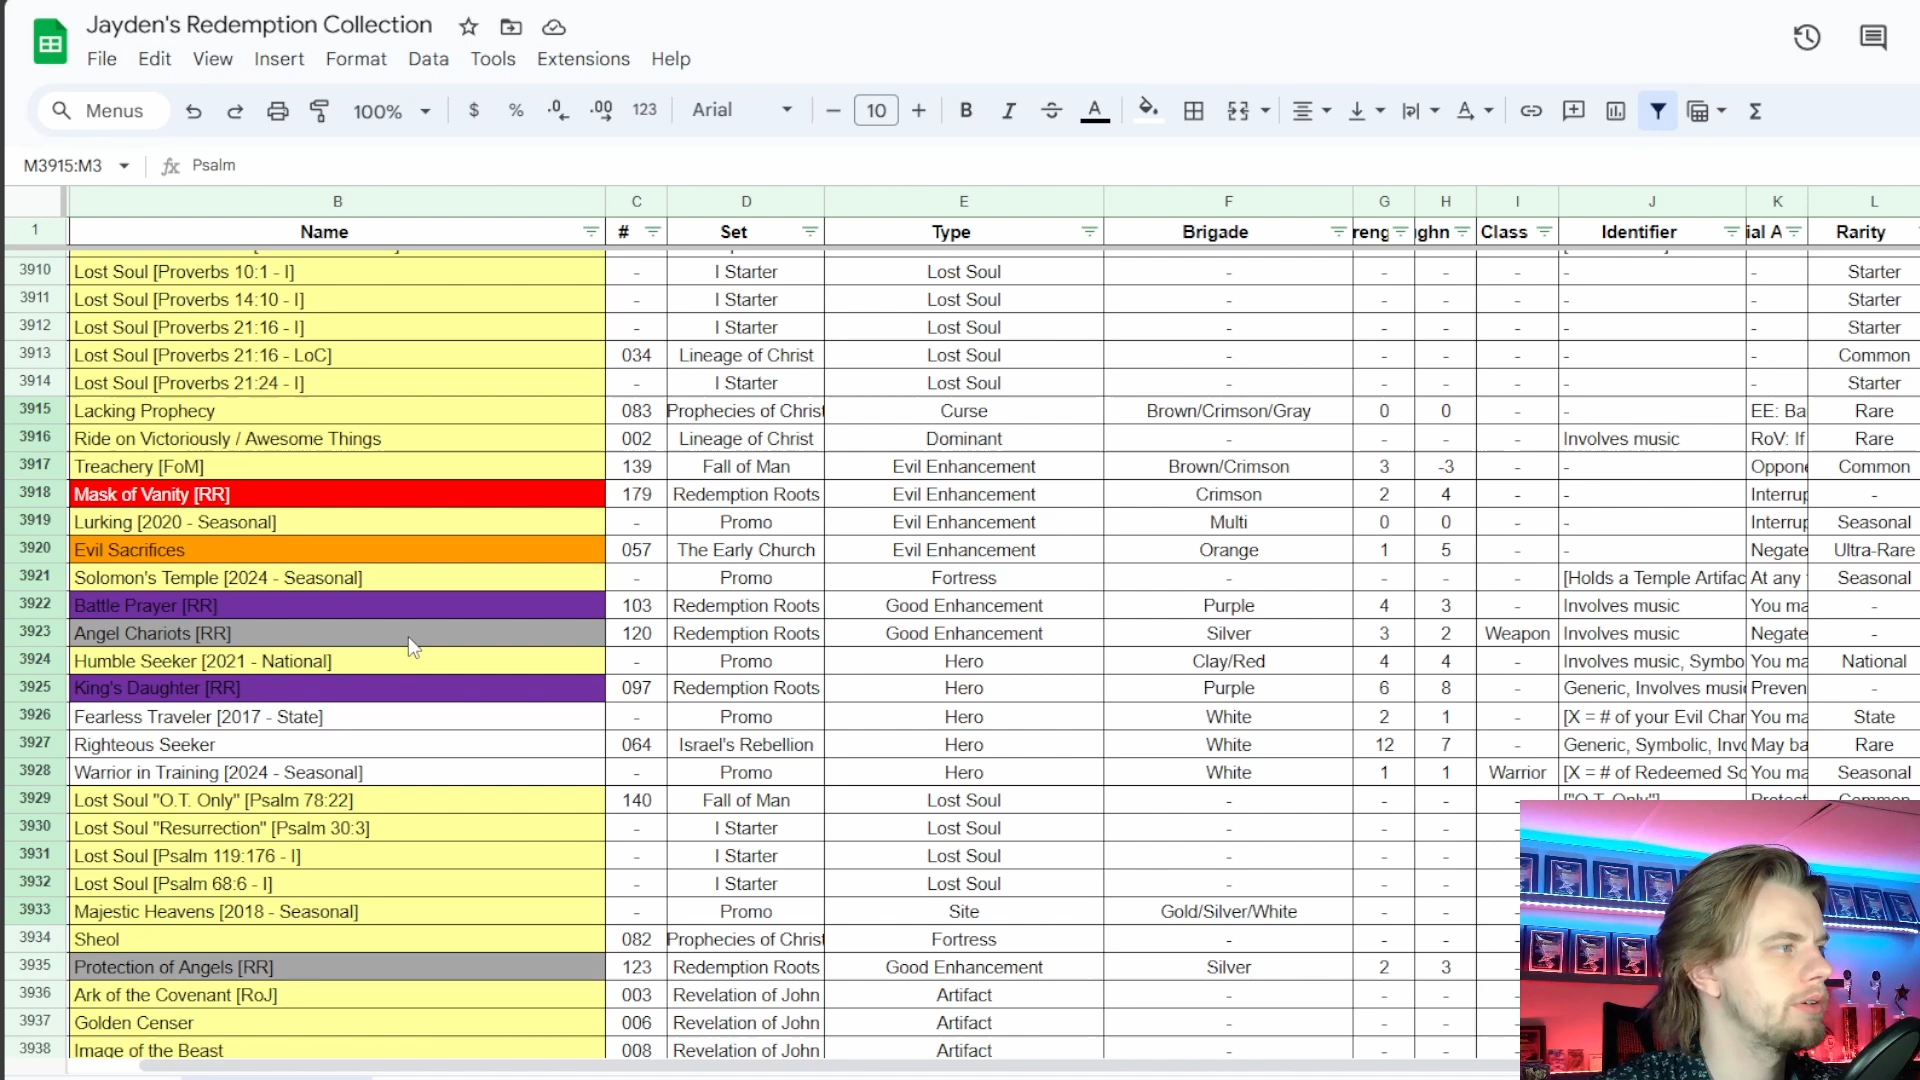 Jayden's Redemption Collection
File Edit View Insert Format Data Tools Extensions Help
Menus 100% $ % .0 .00 123 Arial 10 B I A Σ
M3915:M3 fx Psalm
B C D E F G H I J K L
1 Name # Set Type Brigade reng ghn Class Identifier ial A Rarity
3910 Lost Soul [Proverbs 10:1 - I] - I Starter Lost Soul - - - - - - Starter
3911 Lost Soul [Proverbs 14:10 - I] - I Starter Lost Soul - - - - - - Starter
3912 Lost Soul [Proverbs 21:16 - I] - I Starter Lost Soul - - - - - - Starter
3913 Lost Soul [Proverbs 21:16 - LoC] 034 Lineage of Christ Lost Soul - - - - - - Common
3914 Lost Soul [Proverbs 21:24 - I] - I Starter Lost Soul - - - - - - Starter
3915 Lacking Prophecy 083 Prophecies of Christ Curse Brown/Crimson/Gray 0 0 - - EE: Ba Rare
3916 Ride on Victoriously / Awesome Things 002 Lineage of Christ Dominant - - - - Involves music RoV: If Rare
3917 Treachery [FoM] 139 Fall of Man Evil Enhancement Brown/Crimson 3 -3 - - Oppone Common
3918 Mask of Vanity [RR] 179 Redemption Roots Evil Enhancement Crimson 2 4 - - Interrup -
3919 Lurking [2020 - Seasonal] - Promo Evil Enhancement Multi 0 0 - - Interrup Seasonal
3920 Evil Sacrifices 057 The Early Church Evil Enhancement Orange 1 5 - - Negate Ultra-Rare
3921 Solomon's Temple [2024 - Seasonal] - Promo Fortress - - - - [Holds a Temple Artifac At any Seasonal
3922 Battle Prayer [RR] 103 Redemption Roots Good Enhancement Purple 4 3 - Involves music You ma -
3923 Angel Chariots [RR] 120 Redemption Roots Good Enhancement Silver 3 2 Weapon Involves music Negate -
3924 Humble Seeker [2021 - National] - Promo Hero Clay/Red 4 4 - Involves music, Symbo You ma National
3925 King's Daughter [RR] 097 Redemption Roots Hero Purple 6 8 - Generic, Involves music Preven -
3926 Fearless Traveler [2017 - State] - Promo Hero White 2 1 - [X = # of your Evil Char You ma State
3927 Righteous Seeker 064 Israel's Rebellion Hero White 12 7 - Generic, Symbolic, Invo May ba Rare
3928 Warrior in Training [2024 - Seasonal] - Promo Hero White 1 1 Warrior [X = # of Redeemed So You ma Seasonal
3929 Lost Soul "O.T. Only" [Psalm 78:22] 140 Fall of Man Lost Soul - - - - ["O.T. Only"] Protect Common
3930 Lost Soul "Resurrection" [Psalm 30:3] - I Starter Lost Soul - - - -
3931 Lost Soul [Psalm 119:176 - I] - I Starter Lost Soul - - - -
3932 Lost Soul [Psalm 68:6 - I] - I Starter Lost Soul - - - -
3933 Majestic Heavens [2018 - Seasonal] - Promo Site Gold/Silver/White - - -
3934 Sheol 082 Prophecies of Christ Fortress - - - -
3935 Protection of Angels [RR] 123 Redemption Roots Good Enhancement Silver 2 3 -
3936 Ark of the Covenant [RoJ] 003 Revelation of John Artifact - - - -
3937 Golden Censer 006 Revelation of John Artifact - - - -
3938 Image of the Beast 008 Revelation of John Artifact - - - -